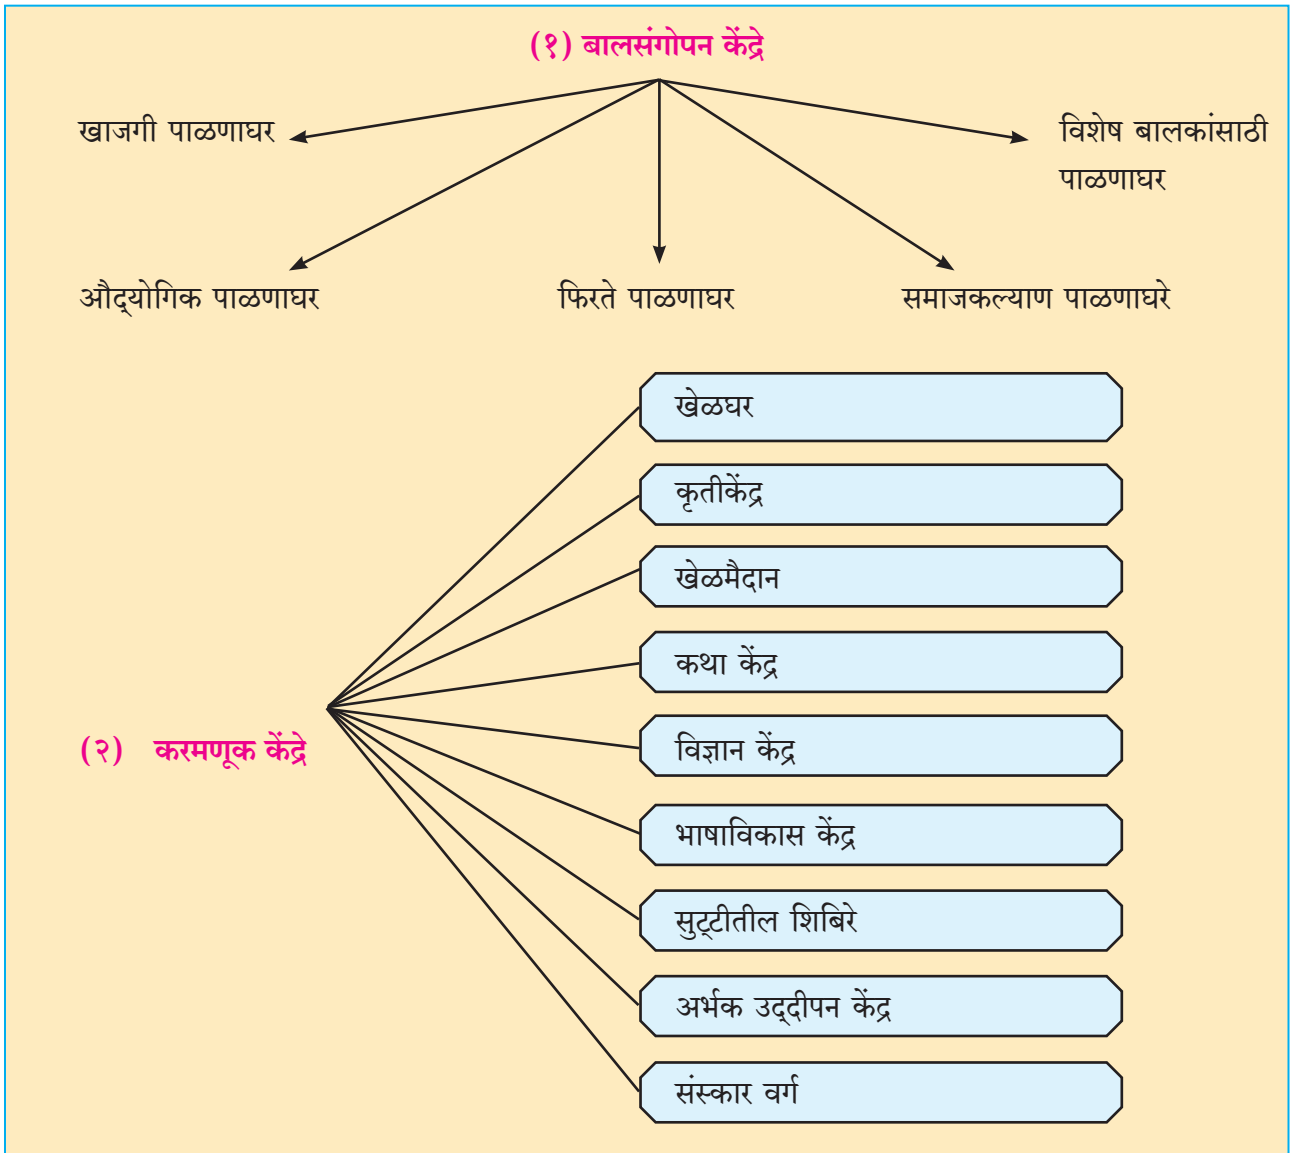 (१) बालसंगोपन केंद्रे
खाजगी पाळणाघर
विशेष बालकांसाठी
पाळणाघर
औद्‌योगिक पाळणाघर
फिरते पाळणाघर
समाजकल्याण पाळणाघरे
खेळघर
कृतीकेंद्र
खेळमैदान
कथा केंद्र
विज्ञान केंद्र
(२) करमणूक केंद्रे
भाषाविकास केंद्र
सुट्‌टीतील शिबिरे
अर्भक उद्‌दीपन केंद्र
संस्कार वर्ग